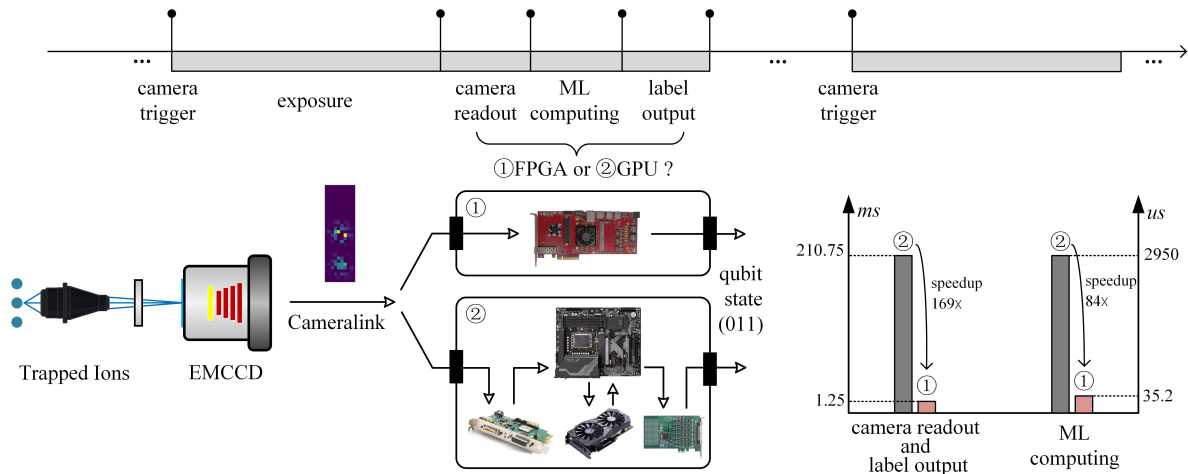 ... ... ...
camera
trigger
exposure
camera
readout
ML
computing
label
output
camera
trigger
①FPGA or ②GPU ?
①
Cameralink
②
qubit
state
(011)
Trapped Ions
EMCCD
ms
us
210.75
②
speedup
169x
①
1.25
②
speedup
84x
①
2950
35.2
camera readout
and
label output
ML
computing